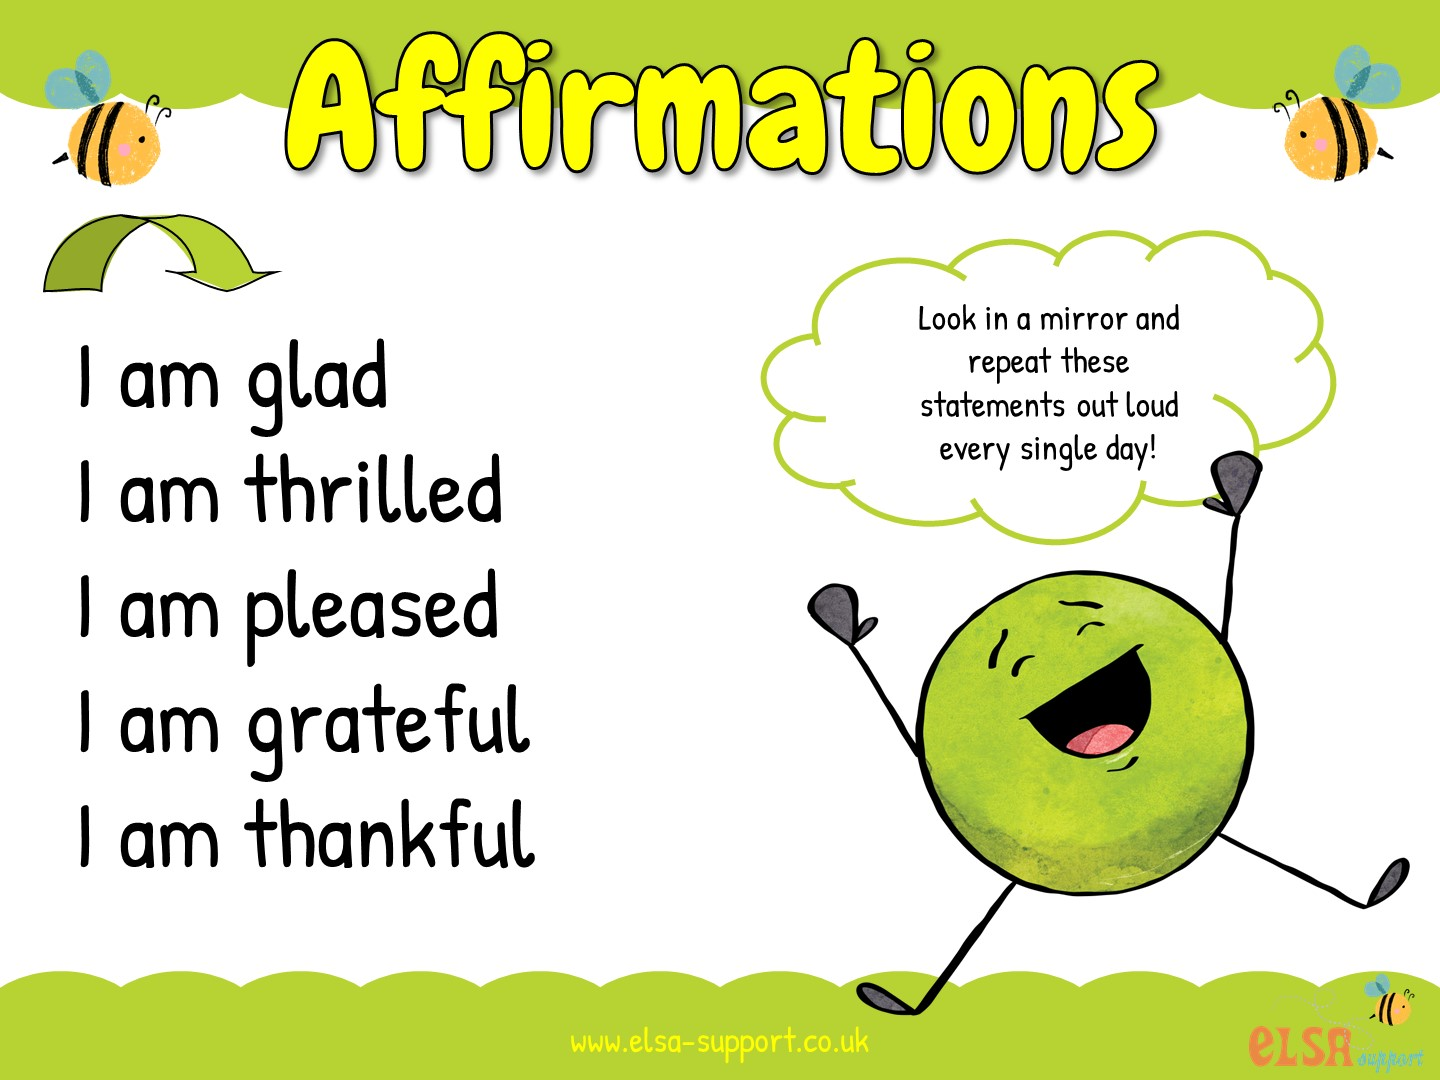 Affirmations
I am glad
I am thrilled
I am pleased
I am grateful
I am thankful
Look in a mirror and
repeat these
statements out loud
every single day!
www.elsa-support.co.uk
ELSA
support